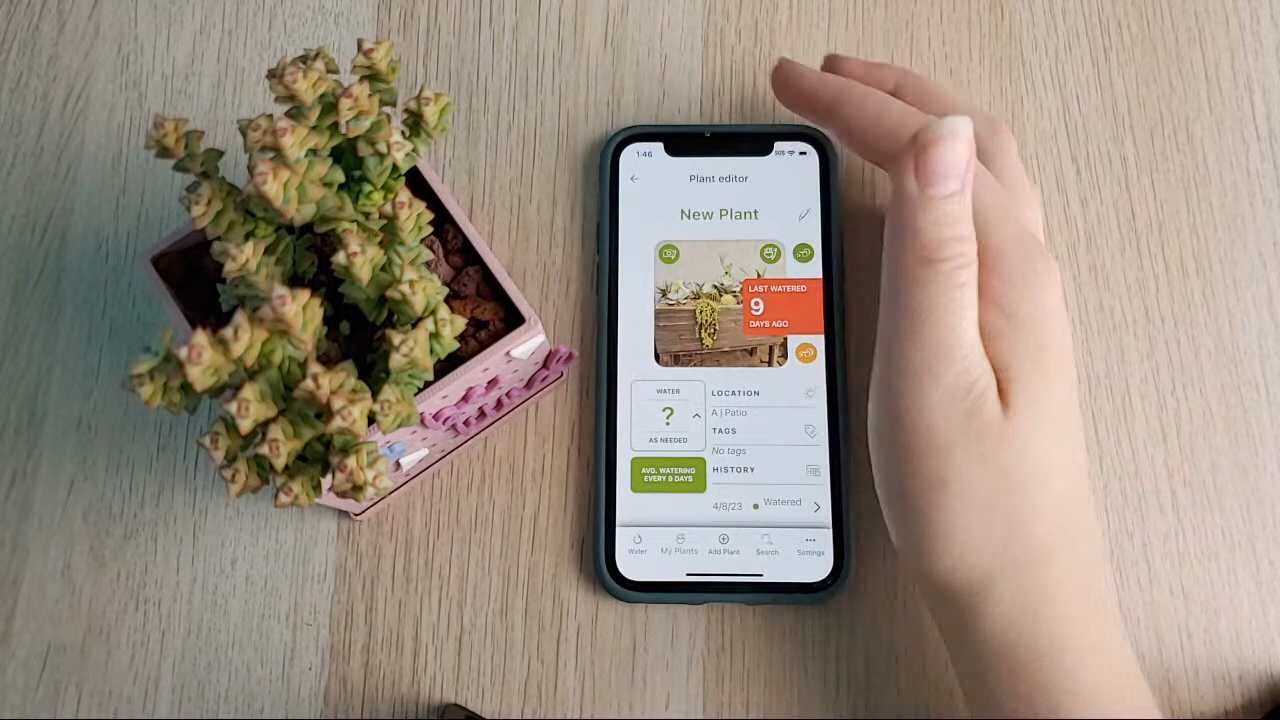 1:46
SOS
Plant editor
New Plant
LAST WATERED
9
DAYS AGO
WATER
?
AS NEEDED
AVG. WATERING
EVERY 9 DAYS
LOCATION
A | Patio
TAGS
No tags
HISTORY
4/8/23
Watered
Water
My Plants
Add Plant
Search
Settings